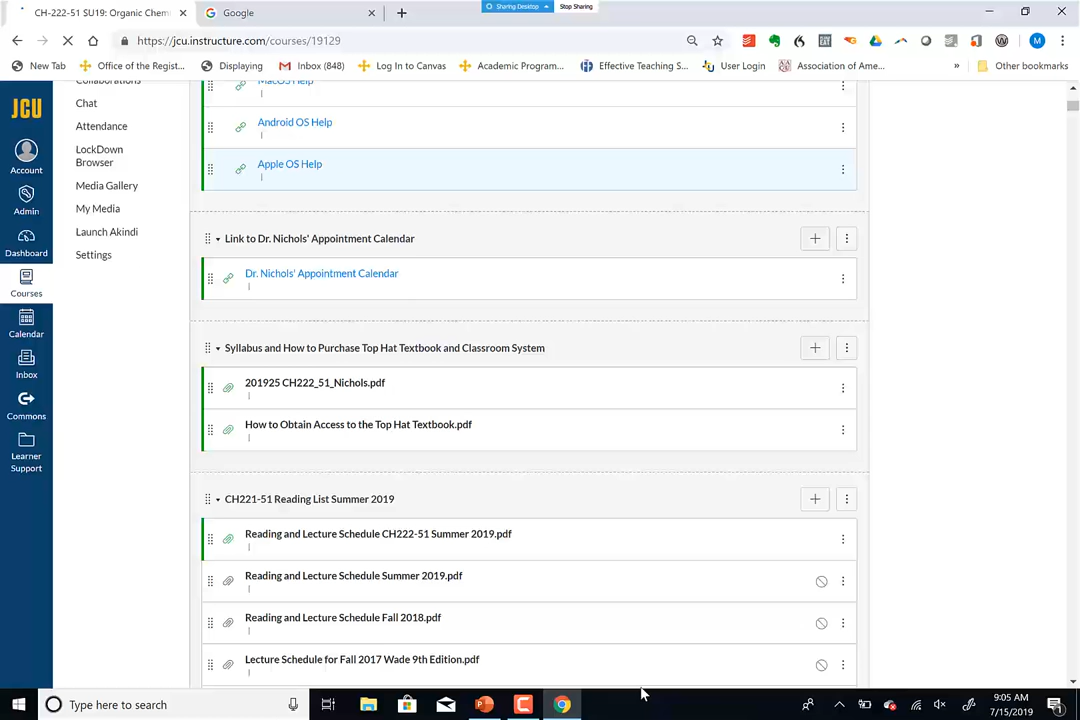 CH-222-51 SU19: Organic Chemi
Google
Sharing Desktop
Stop Sharing
https://jcu.instructure.com/courses/19129
New Tab
Office of the Regist...
Displaying
Inbox (848)
Log In to Canvas
Academic Program...
Effective Teaching S...
User Login
Association of Ame...
»
Other bookmarks
JCU
Account
Admin
Dashboard
Courses
Calendar
Inbox
Commons
Learner
Support
Collaborations
Chat
Attendance
LockDown
Browser
Media Gallery
My Media
Launch Akindi
Settings
MacOS Help
Android OS Help
Apple OS Help
Link to Dr. Nichols' Appointment Calendar
Dr. Nichols' Appointment Calendar
Syllabus and How to Purchase Top Hat Textbook and Classroom System
201925 CH222_51_Nichols.pdf
How to Obtain Access to the Top Hat Textbook.pdf
CH221-51 Reading List Summer 2019
Reading and Lecture Schedule CH222-51 Summer 2019.pdf
Reading and Lecture Schedule Summer 2019.pdf
Reading and Lecture Schedule Fall 2018.pdf
Lecture Schedule for Fall 2017 Wade 9th Edition.pdf
Type here to search
9:05 AM
7/15/2019